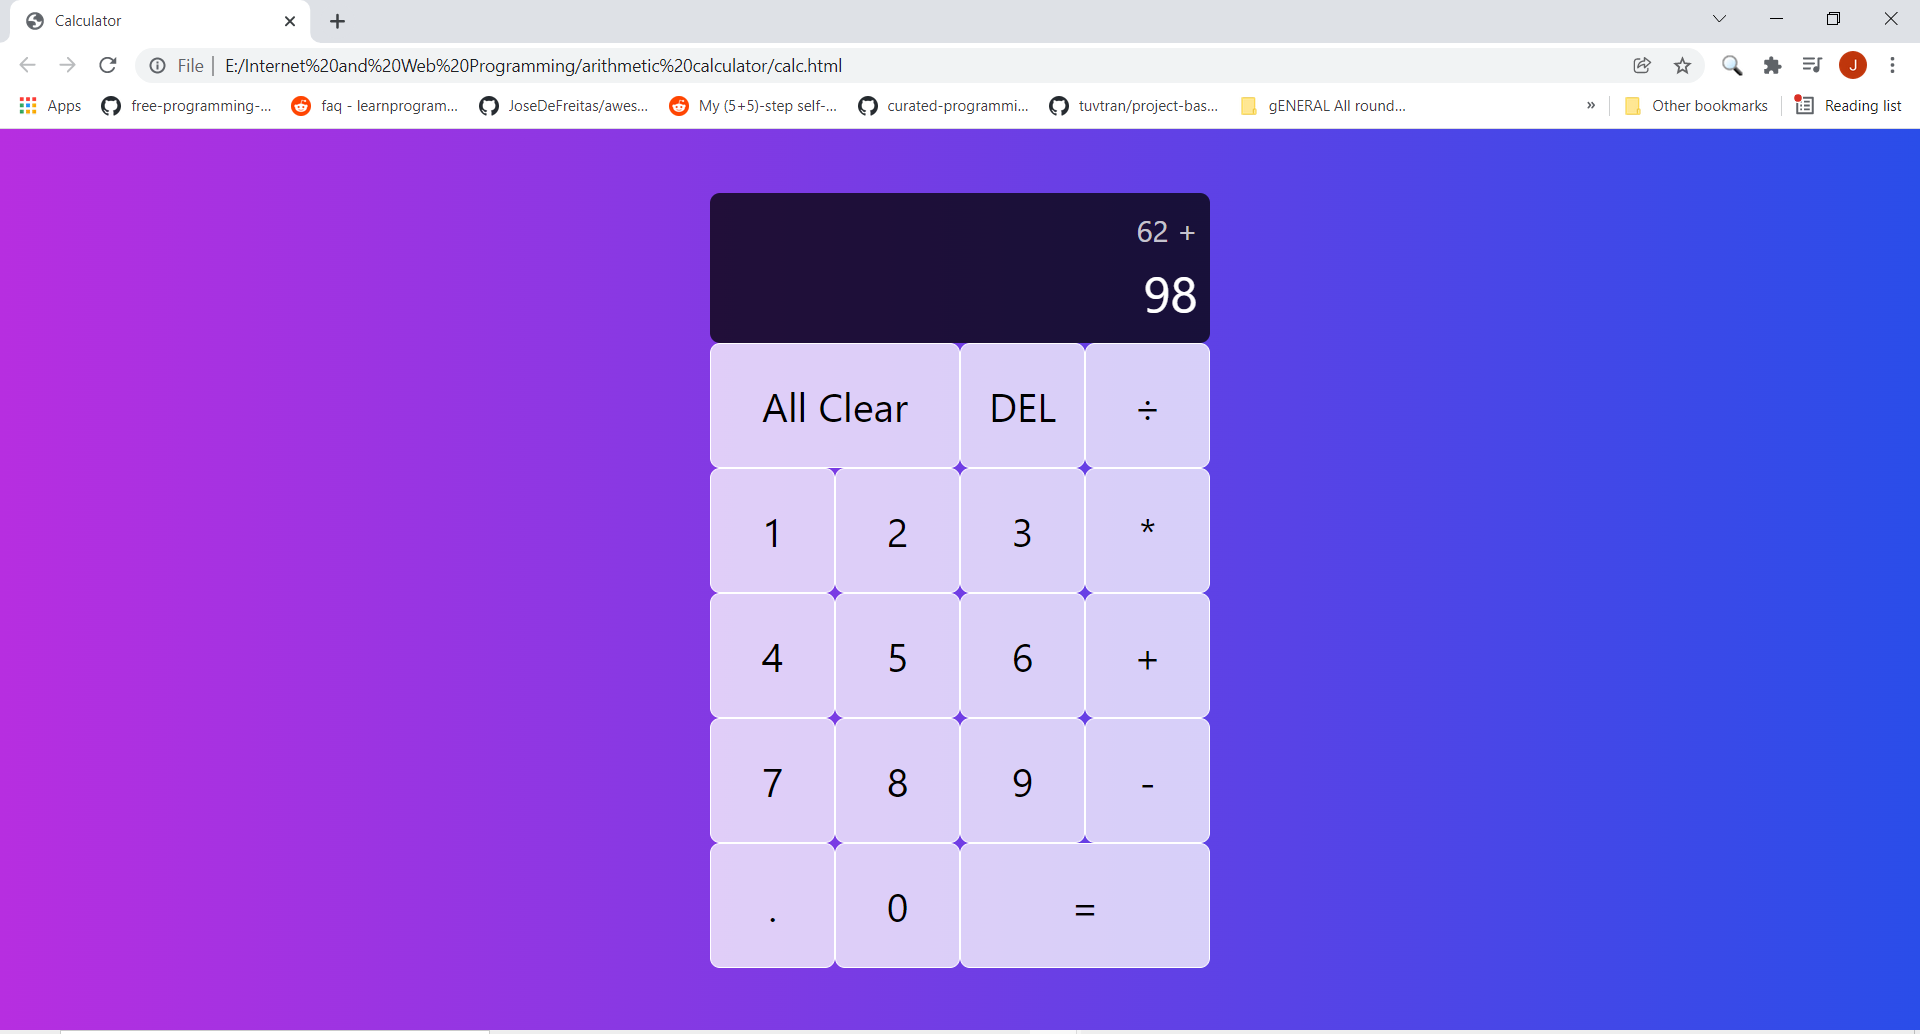 Calculator
File | E:/Internet%20and%20Web%20Programming/arithmetic%20calculator/calc.html J
Apps free-programming-... faq - learnprogram... JoseDeFreitas/awes... My (5+5)-step self-... curated-programmi... tuvtran/project-bas... gENERAL All round... » Other bookmarks Reading list
62 +
98
All Clear DEL ÷
1 2 3 *
4 5 6 +
7 8 9 -
. 0 =